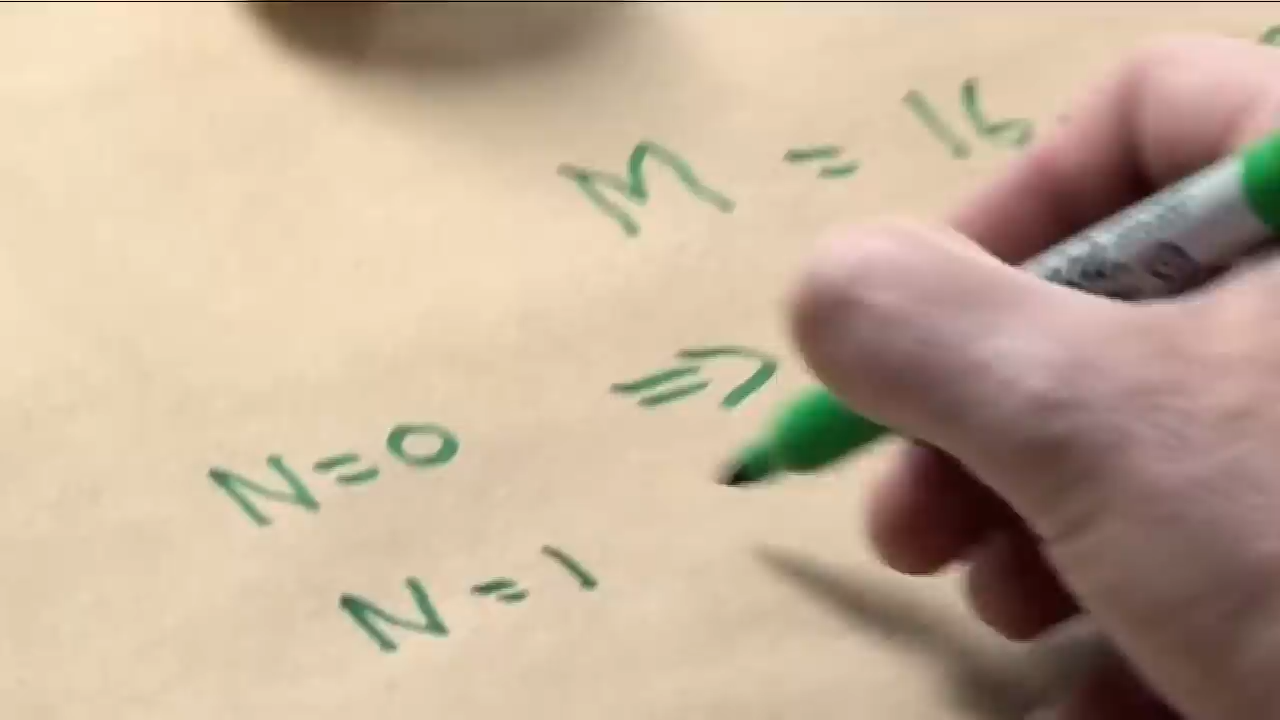 M = 16
N=0 ⇒
N=1